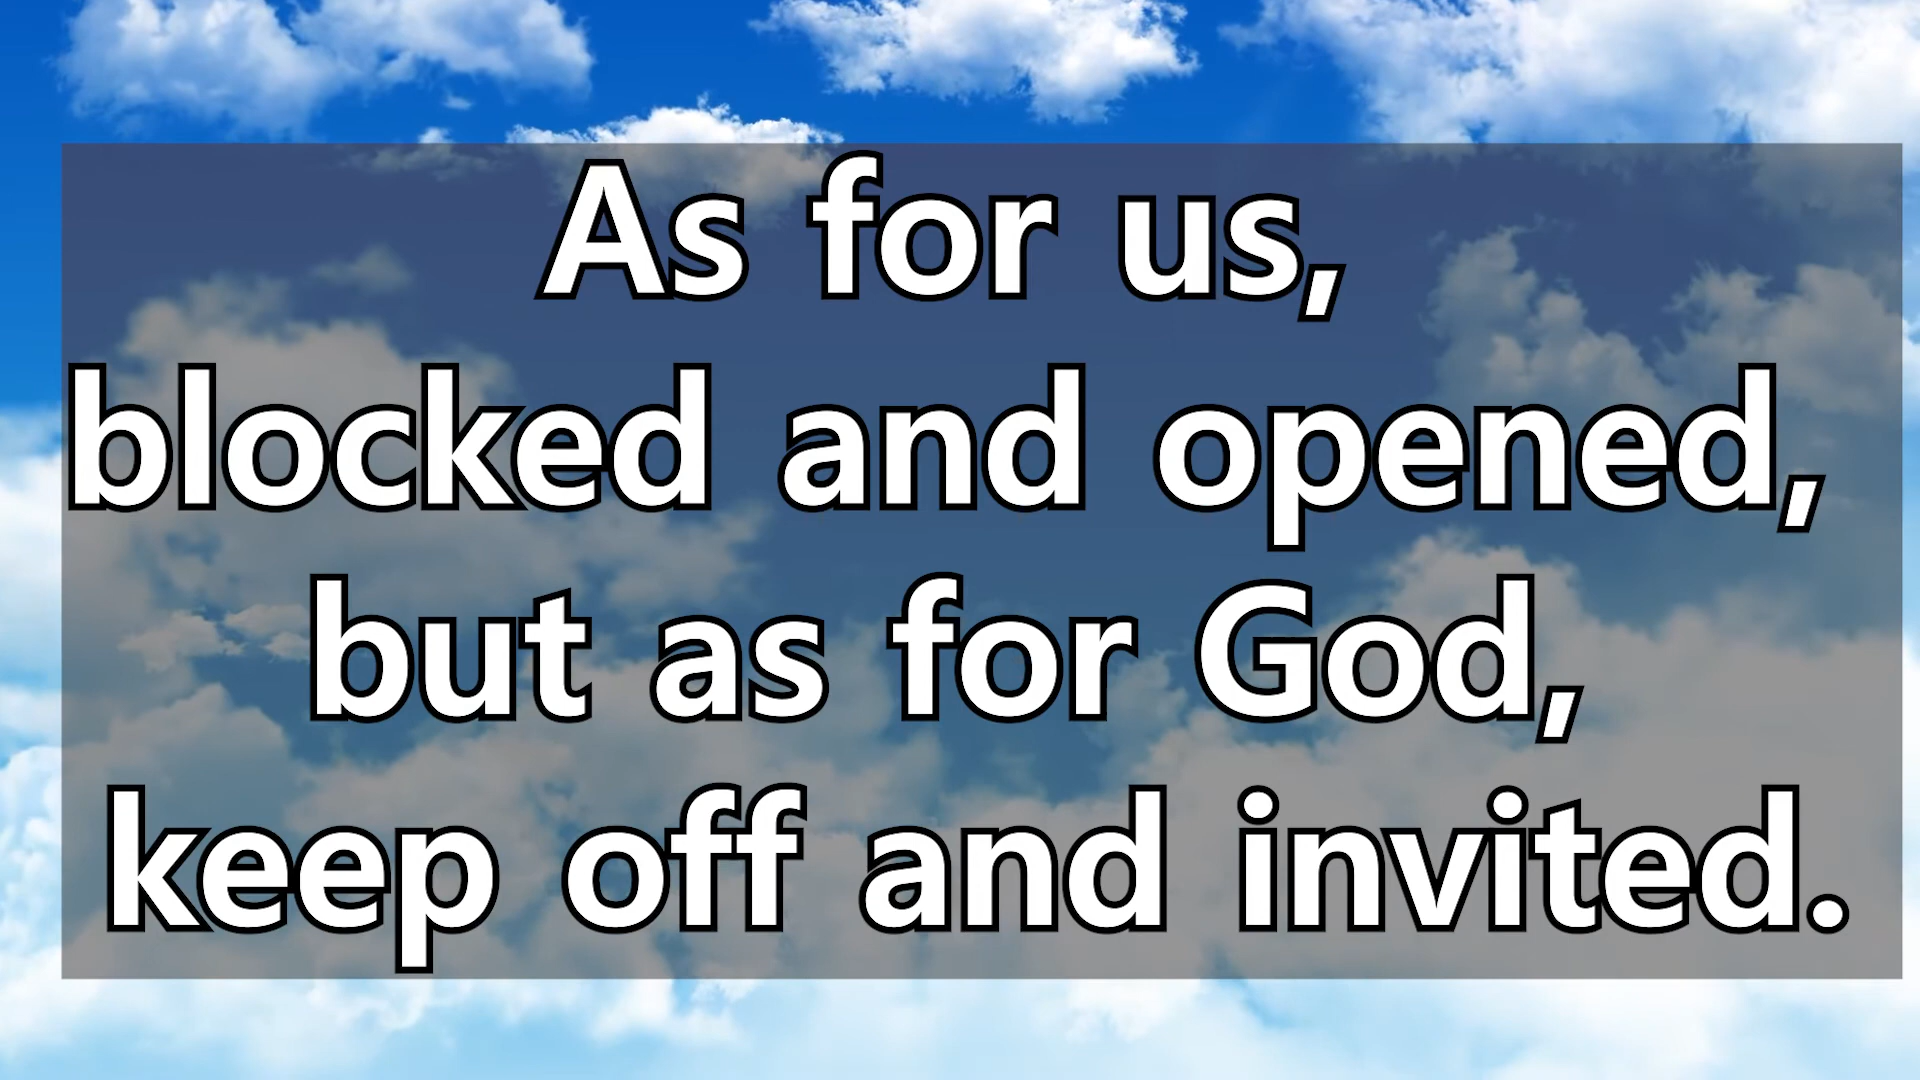 As for us,
blocked and opened,
but as for God,
keep off and invited.